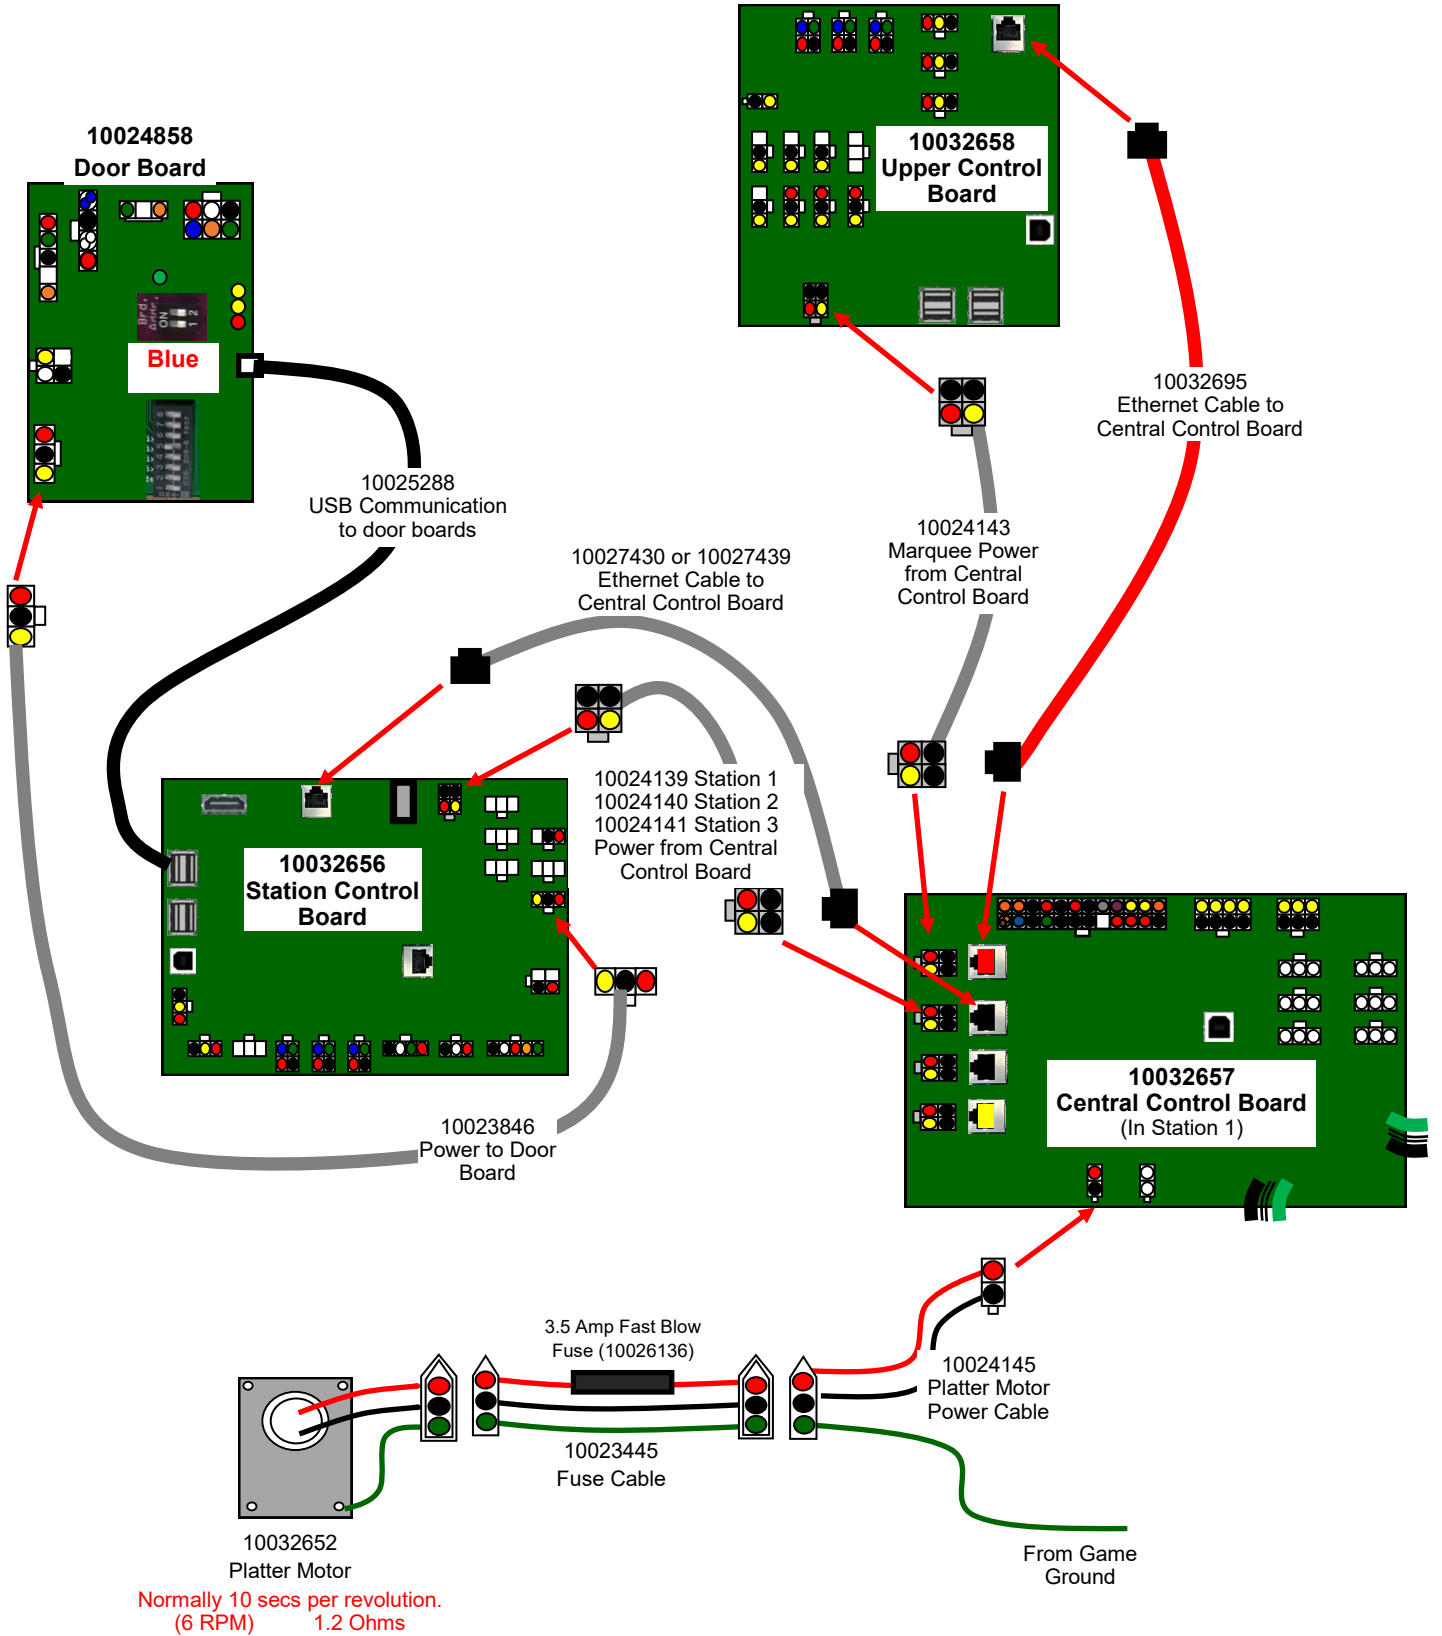 10024858
Door Board
Brd.
Addr.
ON
1 2
Blue
10032658
Upper Control
Board
10032695
Ethernet Cable to
Central Control Board
10025288
USB Communication
to door boards
10024143
Marquee Power
from Central
Control Board
10027430 or 10027439
Ethernet Cable to
Central Control Board
10024139 Station 1
10024140 Station 2
10024141 Station 3
Power from Central
Control Board
10032656
Station Control
Board
10032657
Central Control Board
(In Station 1)
10023846
Power to Door
Board
3.5 Amp Fast Blow
Fuse (10026136)
10024145
Platter Motor
Power Cable
10023445
Fuse Cable
10032652
Platter Motor
Normally 10 secs per revolution.
(6 RPM) 1.2 Ohms
From Game
Ground